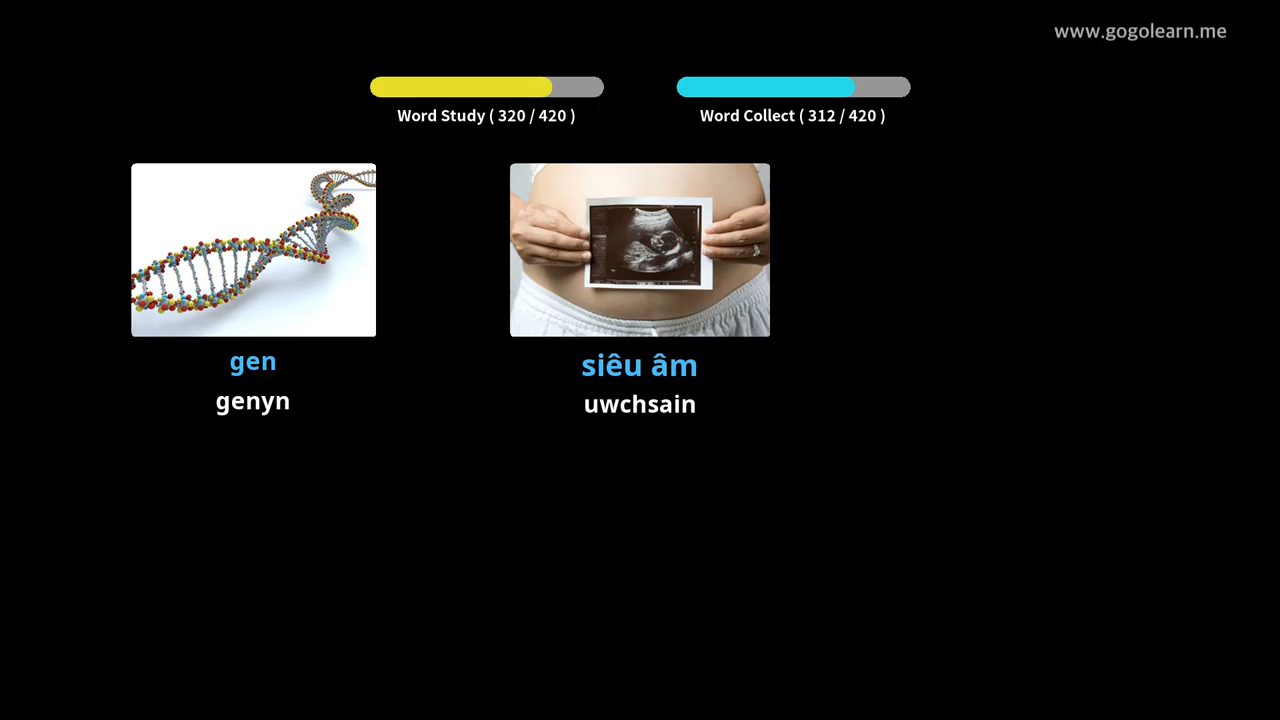 www.gogolearn.me
Word Study ( 320 / 420 )
Word Collect ( 312 / 420 )
gen
genyn
siêu âm
uwchsain